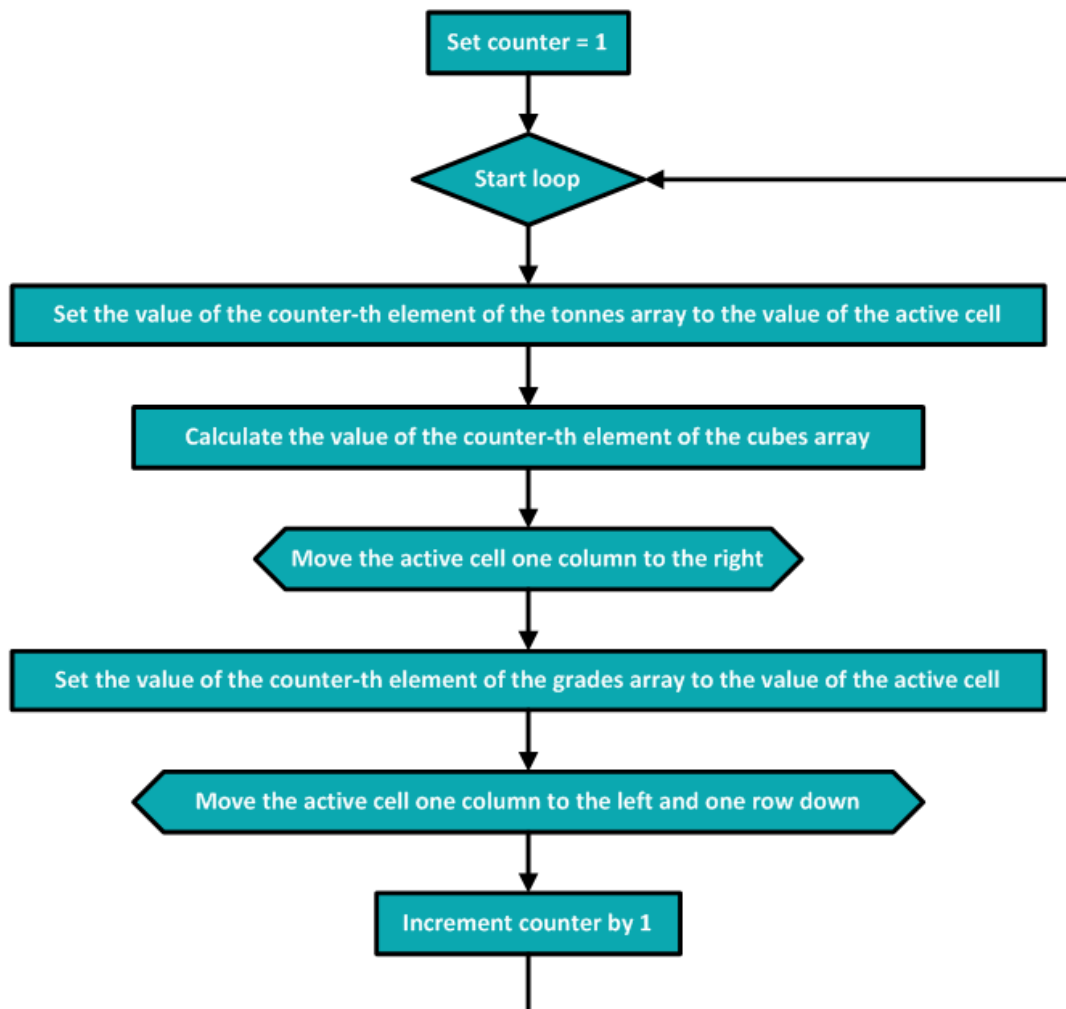 Set counter = 1
Start loop
Set the value of the counter-th element of the tonnes array to the value of the active cell
Calculate the value of the counter-th element of the cubes array
Move the active cell one column to the right
Set the value of the counter-th element of the grades array to the value of the active cell
Move the active cell one column to the left and one row down
Increment counter by 1